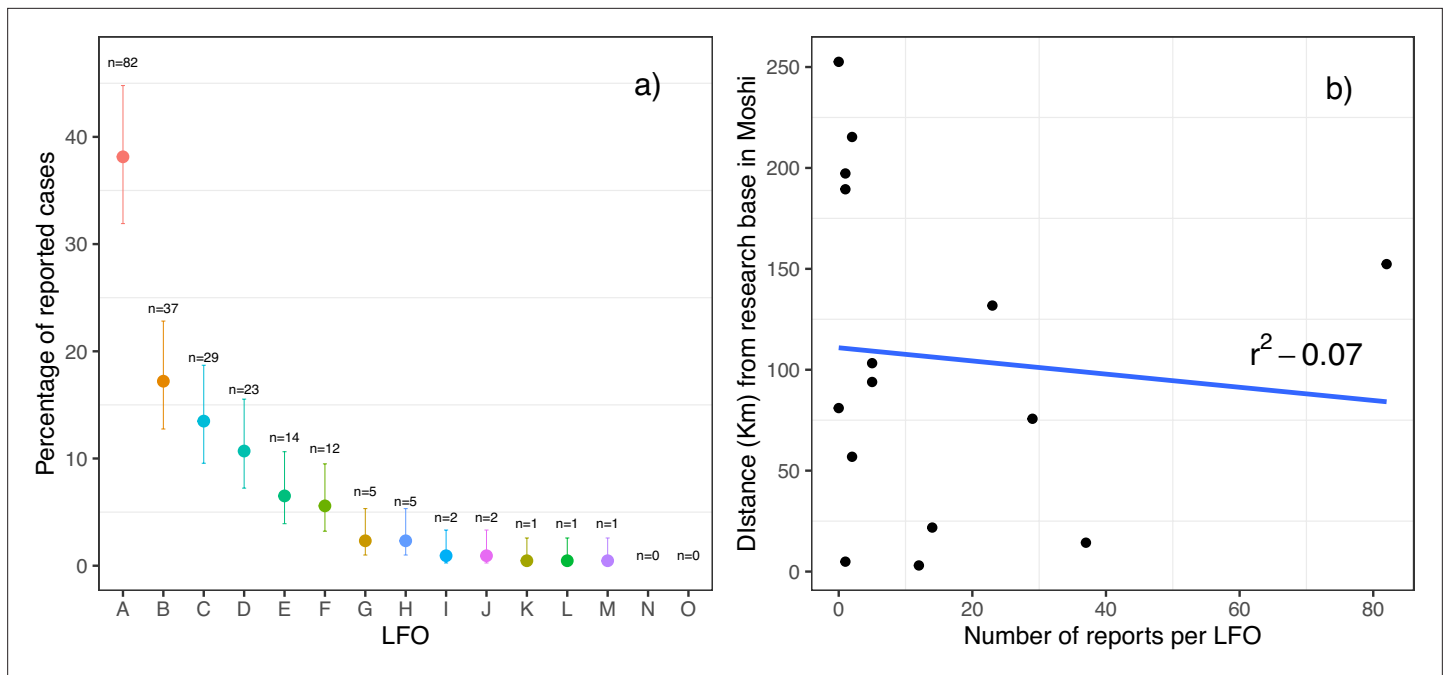 a)
n=82
n=37
n=29
n=23
n=14
n=12
n=5
n=5
n=2
n=2
n=1
n=1
n=1
n=0
n=0
Percentage of reported cases
40
30
20
10
0
A B C D E F G H I J K L M N O
LFO
b)
DIstance (Km) from research base in Moshi
250
200
150
100
50
0
r² – 0.07
0 20 40 60 80
Number of reports per LFO